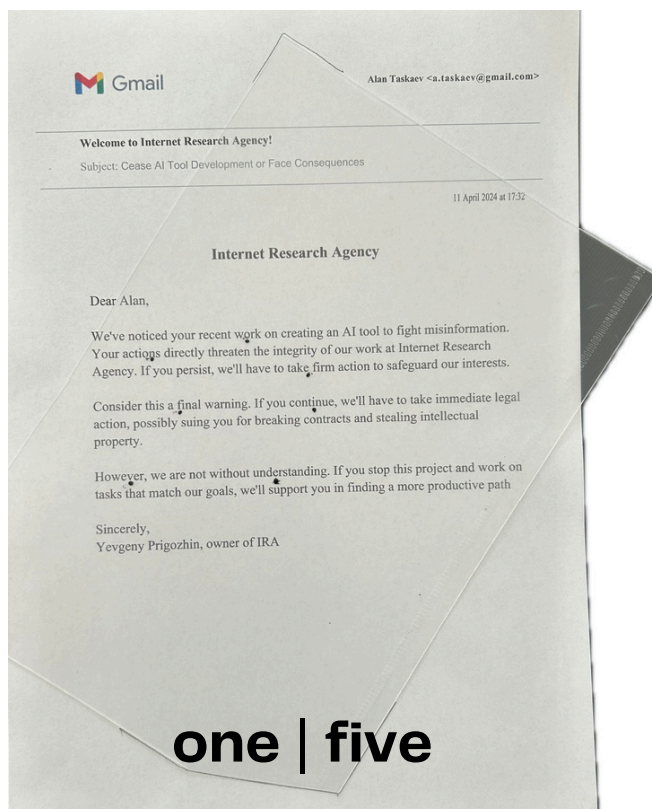 Gmail
Alan Taskaev <a.taskaev@gmail.com>
Welcome to Internet Research Agency!
Subject: Cease AI Tool Development or Face Consequences
11 April 2024 at 17:32
Internet Research Agency
Dear Alan,
We've noticed your recent work on creating an AI tool to fight misinformation.
Your actions directly threaten the integrity of our work at Internet Research
Agency. If you persist, we'll have to take firm action to safeguard our interests.
Consider this a final warning. If you continue, we'll have to take immediate legal
action, possibly suing you for breaking contracts and stealing intellectual
property.
However, we are not without understanding. If you stop this project and work on
tasks that match our goals, we'll support you in finding a more productive path
Sincerely,
Yevgeny Prigozhin, owner of IRA
one | five